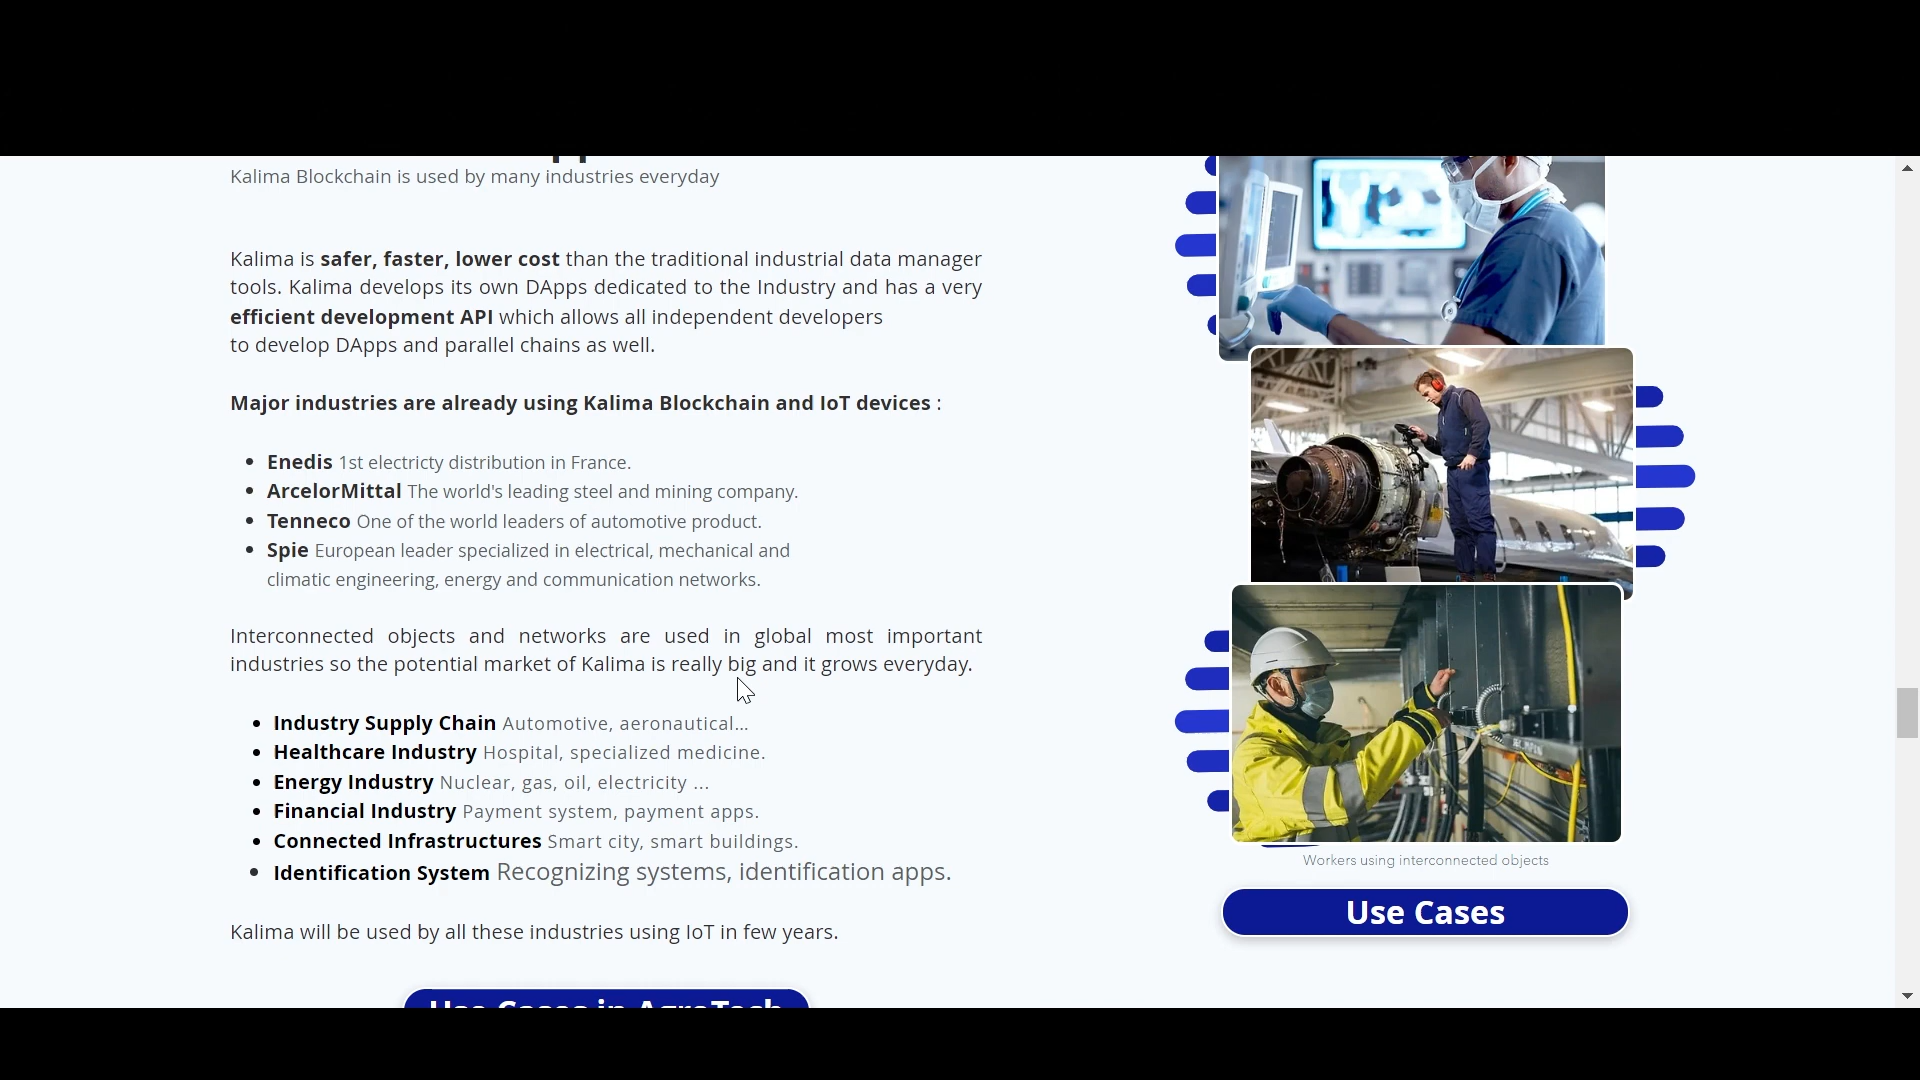 Kalima Blockchain is used by many industries everyday
Kalima is safer, faster, lower cost than the traditional industrial data manager
tools. Kalima develops its own DApps dedicated to the Industry and has a very
efficient development API which allows all independent developers
to develop DApps and parallel chains as well.
Major industries are already using Kalima Blockchain and IoT devices :
• Enedis 1st electricty distribution in France.
• ArcelorMittal The world's leading steel and mining company.
• Tenneco One of the world leaders of automotive product.
• Spie European leader specialized in electrical, mechanical and
climatic engineering, energy and communication networks.
Interconnected objects and networks are used in global most important
industries so the potential market of Kalima is really big and it grows everyday.
• Industry Supply Chain Automotive, aeronautical...
• Healthcare Industry Hospital, specialized medicine.
• Energy Industry Nuclear, gas, oil, electricity ...
• Financial Industry Payment system, payment apps.
• Connected Infrastructures Smart city, smart buildings.
• Identification System Recognizing systems, identification apps.
Kalima will be used by all these industries using IoT in few years.
Use Cases in AgroTech
Workers using interconnected objects
Use Cases